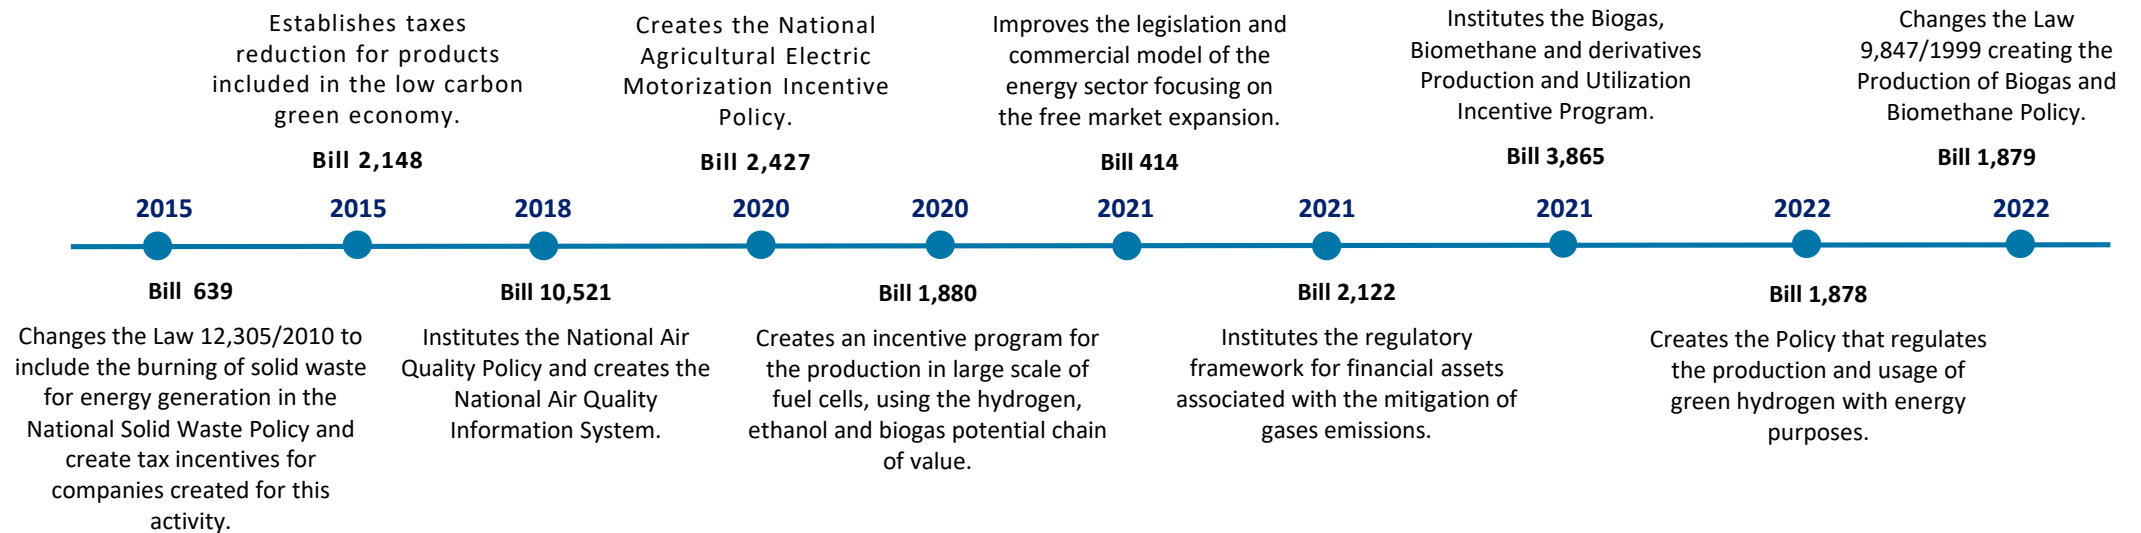 Establishes taxes
reduction for products
included in the low carbon
green economy.
Bill 2,148
Creates the National
Agricultural Electric
Motorization Incentive
Policy.
Bill 2,427
Improves the legislation and
commercial model of the
energy sector focusing on
the free market expansion.
Bill 414
Institutes the Biogas,
Biomethane and derivatives
Production and Utilization
Incentive Program.
Bill 3,865
Changes the Law
9,847/1999 creating the
Production of Biogas and
Biomethane Policy.
Bill 1,879
2015 2015 2018 2020 2020 2021 2021 2021 2022 2022
Bill 639
Changes the Law 12,305/2010 to
include the burning of solid waste
for energy generation in the
National Solid Waste Policy and
create tax incentives for
companies created for this
activity.
Bill 10,521
Institutes the National Air
Quality Policy and creates the
National Air Quality
Information System.
Bill 1,880
Creates an incentive program for
the production in large scale of
fuel cells, using the hydrogen,
ethanol and biogas potential chain
of value.
Bill 2,122
Institutes the regulatory
framework for financial assets
associated with the mitigation of
gases emissions.
Bill 1,878
Creates the Policy that regulates
the production and usage of
green hydrogen with energy
purposes.